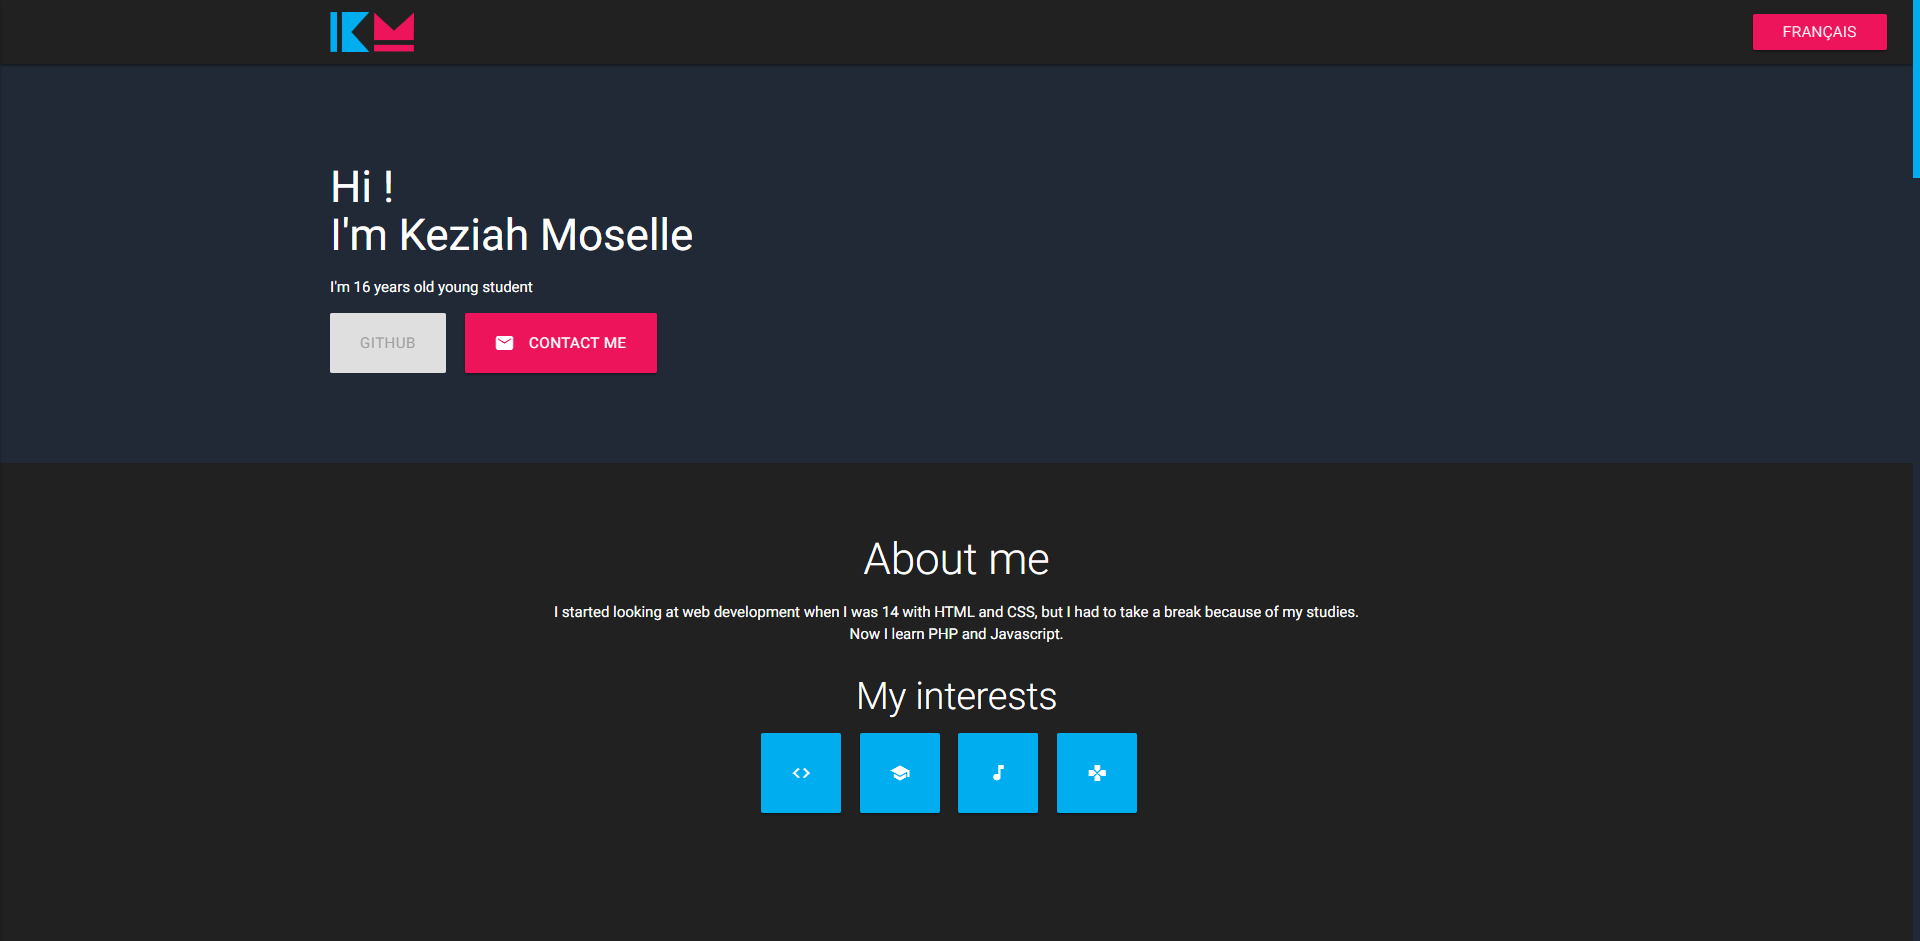 KM
FRANÇAIS
Hi !
I'm Keziah Moselle
I'm 16 years old young student
GITHUB
CONTACT ME
About me
I started looking at web development when I was 14 with HTML and CSS, but I had to take a break because of my studies.
Now I learn PHP and Javascript.
My interests